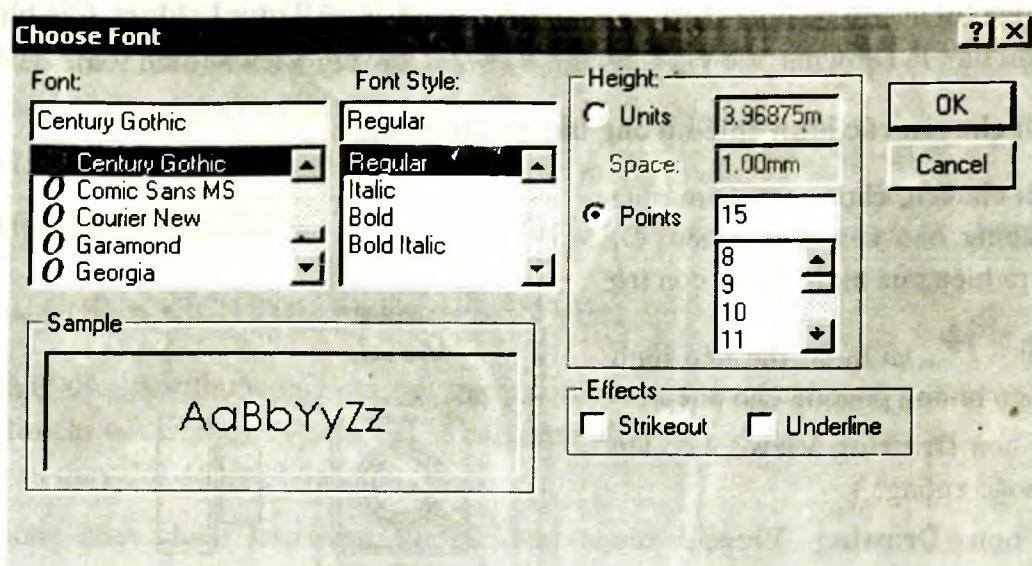 Choose Font
? X
Font:
Century Gothic
Century Gothic
O Comic Sans MS
O Courier New
O Garamond
O Georgia
Font Style:
Regular
Regular
Italic
Bold
Bold Italic
Height:
Units 3.96875m
Space: 1.00mm
Points 15
8
9
10
11
OK
Cancel
Sample
AaBbYyZz
Effects
Strikeout Underline